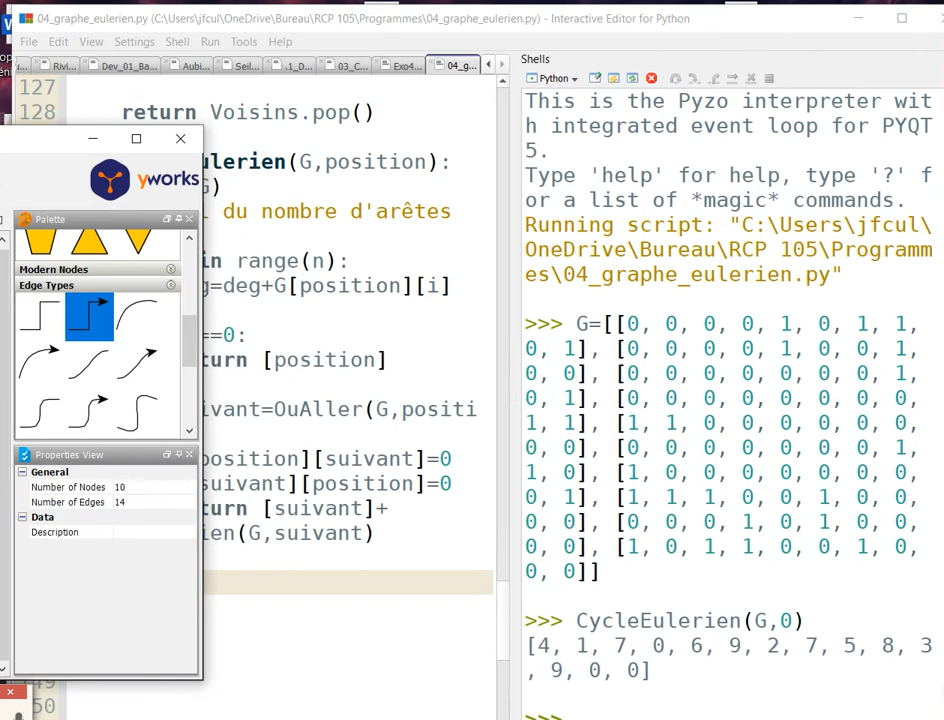 04_graphe_eulerien.py (C:\Users\jfcul\OneDrive\Bureau\RCP 105\Programmes\04_graphe_eulerien.py) - Interactive Editor for Python
File Edit View Settings Shell Run Tools Help
Rivi... Dev_01_Ba... Aubi... Seil... .1_D... 03_C... Exo4... 04_g...
127
128 return Voisins.pop()
ulerien(G,position):
G)
l du nombre d'arêtes
in range(n):
g=deg+G[position][i]
==0:
turn [position]
ivant=OuAller(G,positi
position][suivant]=0
suivant][position]=0
turn [suivant]+
ien(G,suivant)
150
yworks
Palette
Modern Nodes
Edge Types
Properties View
General
Number of Nodes 10
Number of Edges 14
Data
Description
Shells
Python
This is the Pyzo interpreter wit
h integrated event loop for PYQT
5.
Type 'help' for help, type '?' f
or a list of *magic* commands.
Running script: "C:\Users\jfcul\
OneDrive\Bureau\RCP 105\Programm
es\04_graphe_eulerien.py"
>>> G=[[0, 0, 0, 0, 1, 0, 1, 1,
0, 1], [0, 0, 0, 0, 1, 0, 0, 1,
0, 0], [0, 0, 0, 0, 0, 0, 0, 1,
0, 1], [0, 0, 0, 0, 0, 0, 0, 0,
1, 1], [1, 1, 0, 0, 0, 0, 0, 0,
0, 0], [0, 0, 0, 0, 0, 0, 0, 1,
1, 0], [1, 0, 0, 0, 0, 0, 0, 0,
0, 1], [1, 1, 1, 0, 0, 1, 0, 0,
0, 0], [0, 0, 0, 1, 0, 1, 0, 0,
0, 0], [1, 0, 1, 1, 0, 0, 1, 0,
0, 0]]
>>> CycleEulerien(G,0)
[4, 1, 7, 0, 6, 9, 2, 7, 5, 8, 3
, 9, 0, 0]
>>>